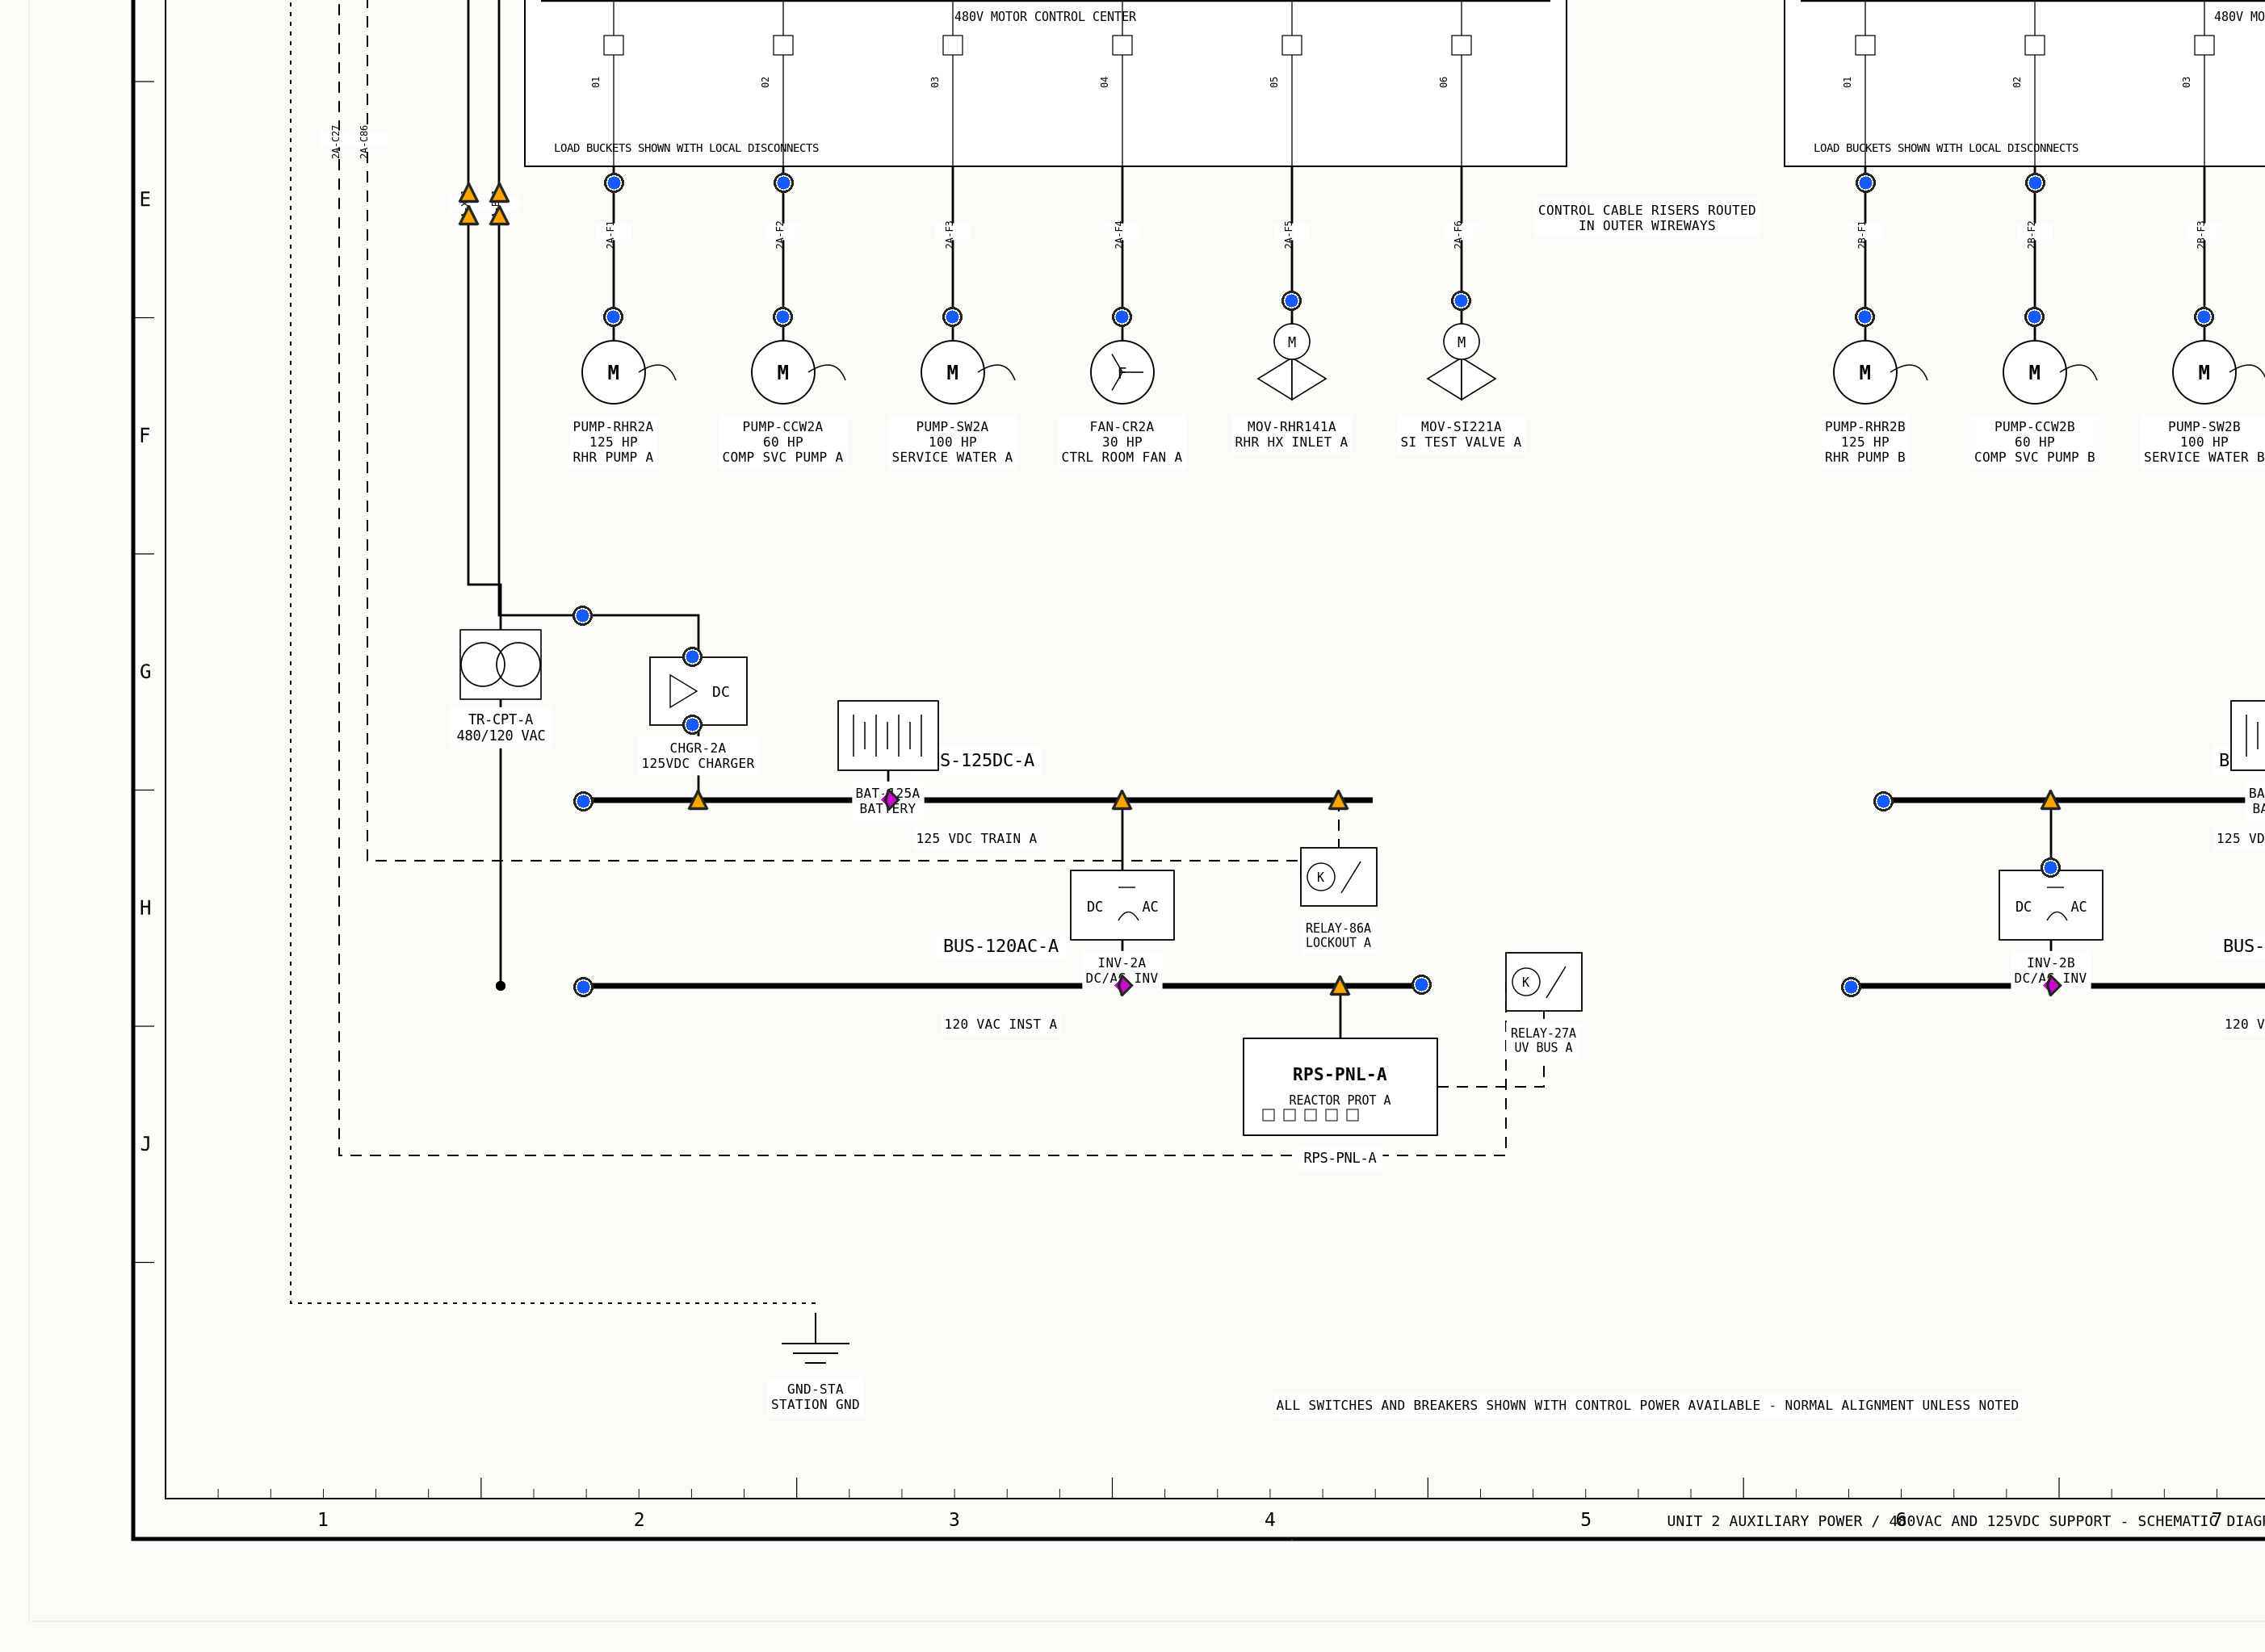 480V MOTOR CONTROL CENTER
480V MO
01
02
03
04
05
06
01
02
03
2A-C27
2A-C86
LOAD BUCKETS SHOWN WITH LOCAL DISCONNECTS
LOAD BUCKETS SHOWN WITH LOCAL DISCONNECTS
E
2A-F1
2A-F2
2A-F3
2A-F4
2A-F5
2A-F6
CONTROL CABLE RISERS ROUTED
IN OUTER WIREWAYS
2B-F1
2B-F2
2B-F3
M
M
M
F
M
M
M
M
M
F
PUMP-RHR2A
125 HP
RHR PUMP A
PUMP-CCW2A
60 HP
COMP SVC PUMP A
PUMP-SW2A
100 HP
SERVICE WATER A
FAN-CR2A
30 HP
CTRL ROOM FAN A
MOV-RHR141A
RHR HX INLET A
MOV-SI221A
SI TEST VALVE A
PUMP-RHR2B
125 HP
RHR PUMP B
PUMP-CCW2B
60 HP
COMP SVC PUMP B
PUMP-SW2B
100 HP
SERVICE WATER B
G
DC
TR-CPT-A
480/120 VAC
CHGR-2A
125VDC CHARGER
S-125DC-A
B
BAT-125A
BATTERY
BA
BA
125 VDC TRAIN A
125 VD
H
K
DC
AC
DC
AC
RELAY-86A
LOCKOUT A
BUS-120AC-A
BUS-
INV-2A
DC/AC INV
INV-2B
DC/AC INV
K
120 VAC INST A
120 V
RELAY-27A
UV BUS A
RPS-PNL-A
REACTOR PROT A
J
RPS-PNL-A
GND-STA
STATION GND
ALL SWITCHES AND BREAKERS SHOWN WITH CONTROL POWER AVAILABLE - NORMAL ALIGNMENT UNLESS NOTED
1
2
3
4
5
6
7
UNIT 2 AUXILIARY POWER / 480VAC AND 125VDC SUPPORT - SCHEMATIC DIAGR